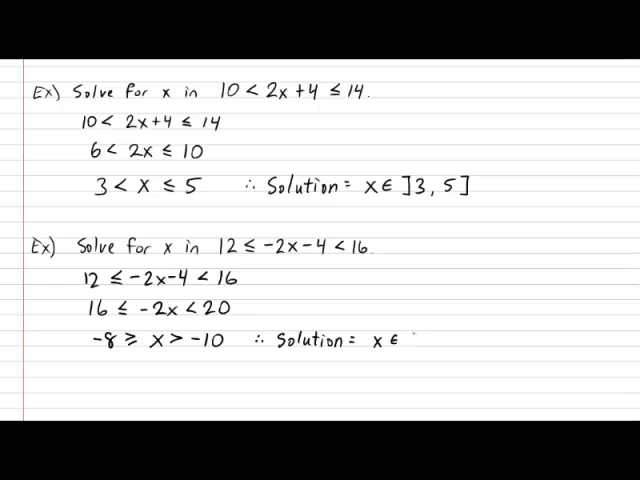 Ex) Solve for x in 10 < 2x + 4 ≤ 14.
10 < 2x+4 ≤ 14
6 < 2x ≤ 10
3 < x ≤ 5 ∴ Solution = x ∈ ]3, 5]
Ex) Solve for x in 12 ≤ -2x - 4 < 16.
12 ≤ -2x-4 < 16
16 ≤ -2x < 20
-8 ≥ x > -10 ∴ Solution = x ∈